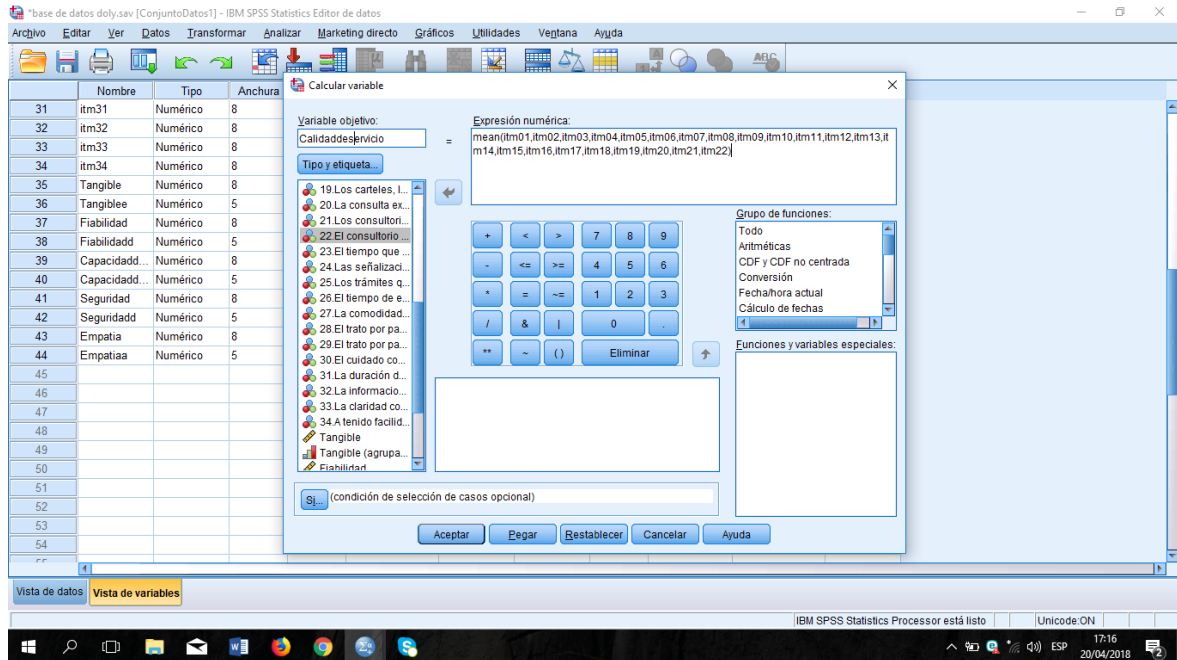 *base de datos doly.sav [ConjuntoDatos1] - IBM SPSS Statistics Editor de datos
Archivo Editar Ver Datos Transformar Analizar Marketing directo Gráficos Utilidades Ventana Ayuda
Nombre Tipo Anchura
31 itm31 Numérico 8
32 itm32 Numérico 8
33 itm33 Numérico 8
34 itm34 Numérico 8
35 Tangible Numérico 8
36 Tangiblee Numérico 5
37 Fiabilidad Numérico 8
38 Fiabilidadd Numérico 5
39 Capacidadd... Numérico 8
40 Capacidadd... Numérico 5
41 Seguridad Numérico 8
42 Seguridadd Numérico 5
43 Empatia Numérico 8
44 Empatiaa Numérico 5
45
46
47
48
49
50
51
52
53
54
Calcular variable
Variable objetivo:
Calidaddeservicio
=
Expresión numérica:
mean(itm01,itm02,itm03,itm04,itm05,itm06,itm07,itm08,itm09,itm10,itm11,itm12,itm13,it
m14,itm15,itm16,itm17,itm18,itm19,itm20,itm21,itm22)
Tipo y etiqueta...
19.Los carteles, l...
20.La consulta ex...
21.Los consultori...
22.El consultorio ...
23.El tiempo que ...
24.Las señalizaci...
25.Los trámites q...
26.El tiempo de e...
27.La comodidad...
28.El trato por pa...
29.El trato por pa...
30.El cuidado co...
31.La duración d...
32.La informacio...
33.La claridad co...
34.A tenido facilid...
Tangible
Tangible (agrupa...
Fiabilidad
+ < > 7 8 9
- <= >= 4 5 6
* = ~= 1 2 3
/ & | 0 .
** ~ ( ) Eliminar
Grupo de funciones:
Todo
Aritméticas
CDF y CDF no centrada
Conversión
Fecha/hora actual
Cálculo de fechas
Funciones y variables especiales:
Si... (condición de selección de casos opcional)
Aceptar Pegar Restablecer Cancelar Ayuda
Vista de datos Vista de variables
IBM SPSS Statistics Processor está listo Unicode:ON
ESP 17:16
20/04/2018